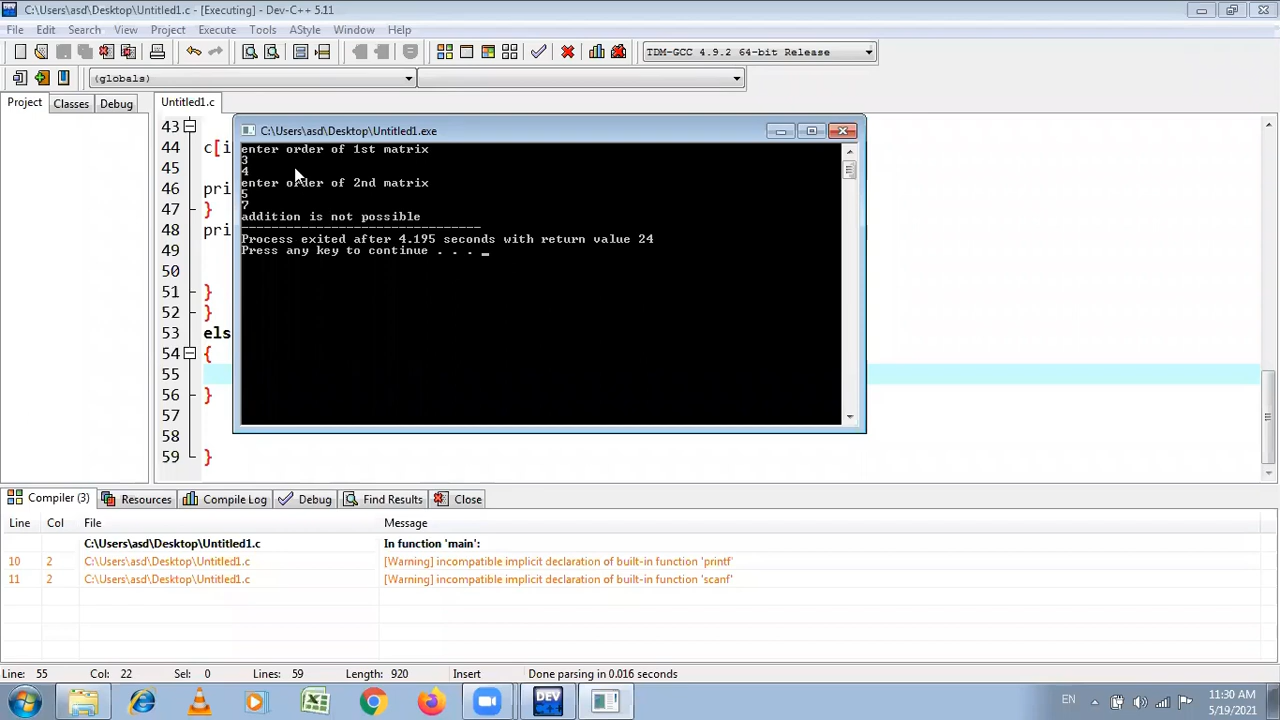 C:\Users\asd\Desktop\Untitled1.c - [Executing] - Dev-C++ 5.11
File Edit Search View Project Execute Tools AStyle Window Help
TDM-GCC 4.9.2 64-bit Release
(globals)
Project Classes Debug
Untitled1.c
43
44 c[i
45
46 pri
47 }
48 pri
49
50
51 }
52 }
53 els
54 {
55
56 }
57
58
59 }
C:\Users\asd\Desktop\Untitled1.exe
enter order of 1st matrix
3
4
enter order of 2nd matrix
5
7
addition is not possible
--------------------------------
Process exited after 4.195 seconds with return value 24
Press any key to continue . . . _
Compiler (3) Resources Compile Log Debug Find Results Close
Line Col File Message
C:\Users\asd\Desktop\Untitled1.c In function 'main':
10 2 C:\Users\asd\Desktop\Untitled1.c [Warning] incompatible implicit declaration of built-in function 'printf'
11 2 C:\Users\asd\Desktop\Untitled1.c [Warning] incompatible implicit declaration of built-in function 'scanf'
Line: 55 Col: 22 Sel: 0 Lines: 59 Length: 920 Insert Done parsing in 0.016 seconds
DEV
EN
11:30 AM
5/19/2021